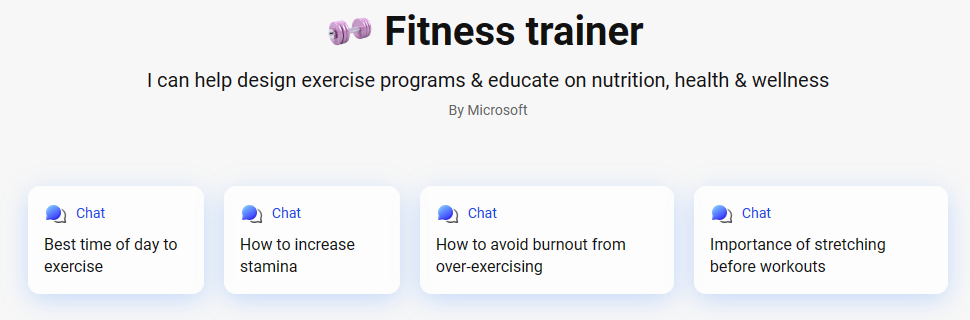 Fitness trainer
I can help design exercise programs & educate on nutrition, health & wellness
By Microsoft
Chat
Best time of day to
exercise
Chat
How to increase
stamina
Chat
How to avoid burnout from
over-exercising
Chat
Importance of stretching
before workouts